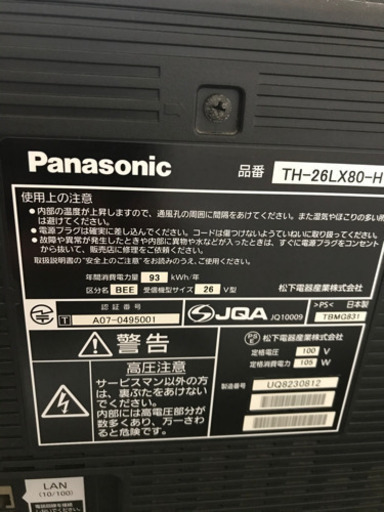 Panasonic 品番 TH-26LX80-H
使用上の注意
● 内部の温度が上昇しますので、通風孔の周囲に間隔をあけてください。また湿気やほこりの多い所
は避けてください。
● 電源プラグは確実に差し込んでください。コードは傷つけないようていねいに取り扱ってください。
● 故障や異常が発生したときや内部に異物や水などが入ったときは、すぐに電源プラグをコンセント
から抜いて、販売店に修理をご依頼ください。
取扱説明書の"安全上のご注意"をお読みください。
年間消費電力量 93 kWh/年
区分名 BEE 受信機型サイズ 26 V型 松下電器産業株式会社
認証番号
T A07-0495001
JQA JQ10009
>PS< 日本製
TBMG831
警告
高圧注意
サービスマン以外の方
は、裏ぶたをあけないで
ください。
内部には高電圧部分が
数多くあり、万一さわる
と危険です。
PSE 松下電器産業株式会社
定格電圧 100 V
定格消費電力 105 W
製造番号 UQ8230812
LAN
(10/100)